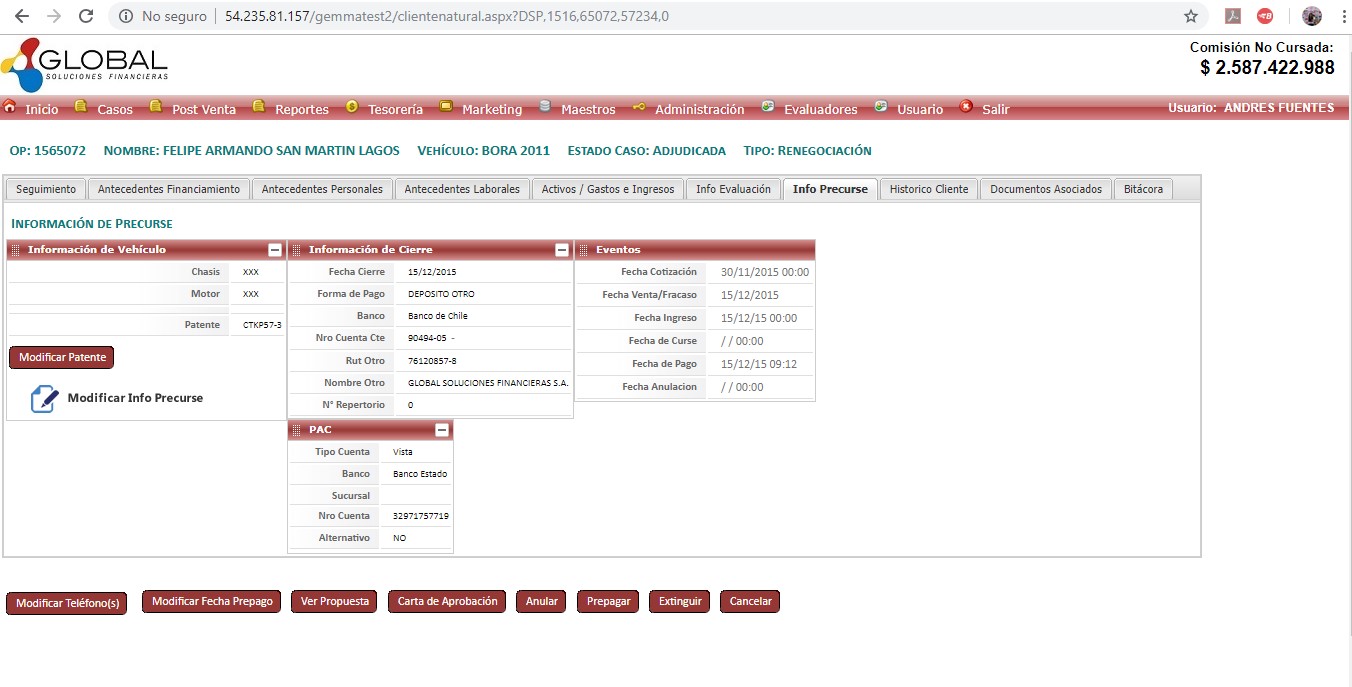 No seguro
54.235.81.157/gemmatest2/clientenatural.aspx?DSP,1516,65072,57234,0
GLOBAL
SOLUCIONES FINANCIERAS
Comisión No Cursada:
$ 2.587.422.988
Inicio Casos Post Venta Reportes Tesorería Marketing Maestros Administración Evaluadores Usuario Salir Usuario: ANDRES FUENTES
OP: 1565072 NOMBRE: FELIPE ARMANDO SAN MARTIN LAGOS VEHÍCULO: BORA 2011 ESTADO CASO: ADJUDICADA TIPO: RENEGOCIACIÓN
Seguimiento Antecedentes Financiamiento Antecedentes Personales Antecedentes Laborales Activos / Gastos e Ingresos Info Evaluación Info Precurse Historico Cliente Documentos Asociados Bitácora
INFORMACIÓN DE PRECURSE
Información de Vehículo
Chasis XXX
Motor XXX
Patente CTKP57-3
Modificar Patente
Modificar Info Precurse
Información de Cierre
Fecha Cierre 15/12/2015
Forma de Pago DEPOSITO OTRO
Banco Banco de Chile
Nro Cuenta Cte 90494-05 -
Rut Otro 76120857-8
Nombre Otro GLOBAL SOLUCIONES FINANCIERAS S.A.
N° Repertorio 0
Eventos
Fecha Cotización 30/11/2015 00:00
Fecha Venta/Fracaso 15/12/2015
Fecha Ingreso 15/12/15 00:00
Fecha de Curse / / 00:00
Fecha de Pago 15/12/15 09:12
Fecha Anulacion / / 00:00
PAC
Tipo Cuenta Vista
Banco Banco Estado
Sucursal
Nro Cuenta 32971757719
Alternativo NO
Modificar Teléfono(s) Modificar Fecha Prepago Ver Propuesta Carta de Aprobación Anular Prepagar Extinguir Cancelar